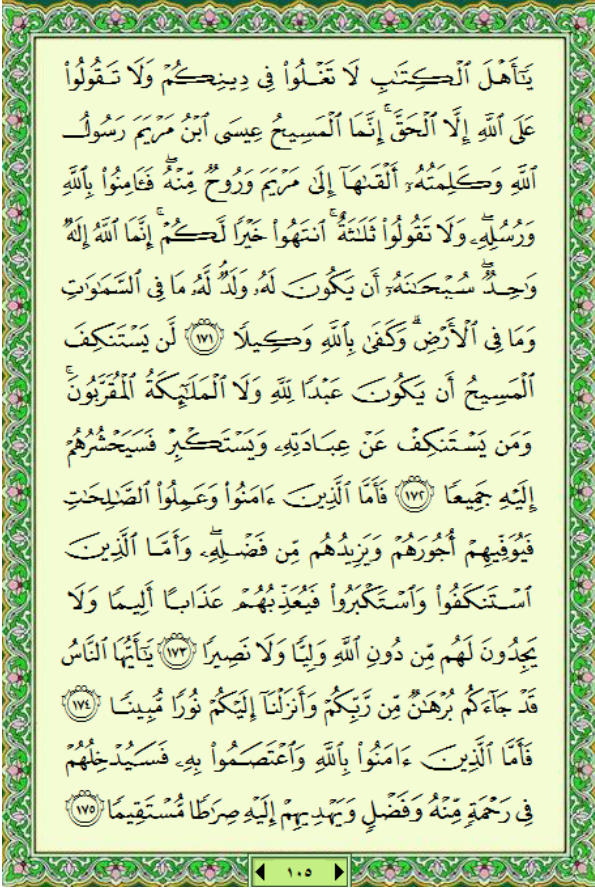 يَـٰٓأَهْلَ ٱلْكِتَـٰبِ لَا تَغْلُوا۟ فِى دِينِكُمْ وَلَا تَقُولُوا۟
عَلَى ٱللَّهِ إِلَّا ٱلْحَقَّ ۚ إِنَّمَا ٱلْمَسِيحُ عِيسَى ٱبْنُ مَرْيَمَ رَسُولُ
ٱللَّهِ وَكَلِمَتُهُۥٓ أَلْقَىٰهَآ إِلَىٰ مَرْيَمَ وَرُوحٌ مِّنْهُ ۖ فَـَٔامِنُوا۟ بِٱللَّهِ
وَرُسُلِهِۦ ۖ وَلَا تَقُولُوا۟ ثَلَـٰثَةٌ ۚ ٱنتَهُوا۟ خَيْرًا لَّكُمْ ۚ إِنَّمَا ٱللَّهُ إِلَـٰهٌ
وَٰحِدٌ ۖ سُبْحَـٰنَهُۥٓ أَن يَكُونَ لَهُۥ وَلَدٌ ۘ لَّهُۥ مَا فِى ٱلسَّمَـٰوَٰتِ
وَمَا فِى ٱلْأَرْضِ ۗ وَكَفَىٰ بِٱللَّهِ وَكِيلًا ﴿١٧١﴾ لَّن يَسْتَنكِفَ
ٱلْمَسِيحُ أَن يَكُونَ عَبْدًا لِّلَّهِ وَلَا ٱلْمَلَـٰٓئِكَةُ ٱلْمُقَرَّبُونَ ۚ
وَمَن يَسْتَنكِفْ عَنْ عِبَادَتِهِۦ وَيَسْتَكْبِرْ فَسَيَحْشُرُهُمْ
إِلَيْهِ جَمِيعًا ﴿١٧٢﴾ فَأَمَّا ٱلَّذِينَ ءَامَنُوا۟ وَعَمِلُوا۟ ٱلصَّـٰلِحَـٰتِ
فَيُوَفِّيهِمْ أُجُورَهُمْ وَيَزِيدُهُم مِّن فَضْلِهِۦ ۖ وَأَمَّا ٱلَّذِينَ
ٱسْتَنكَفُوا۟ وَٱسْتَكْبَرُوا۟ فَيُعَذِّبُهُمْ عَذَابًا أَلِيمًا وَلَا
يَجِدُونَ لَهُم مِّن دُونِ ٱللَّهِ وَلِيًّا وَلَا نَصِيرًا ﴿١٧٣﴾ يَـٰٓأَيُّهَا ٱلنَّاسُ
قَدْ جَآءَكُم بُرْهَـٰنٌ مِّن رَّبِّكُمْ وَأَنزَلْنَآ إِلَيْكُمْ نُورًا مُّبِينًا ﴿١٧٤﴾
فَأَمَّا ٱلَّذِينَ ءَامَنُوا۟ بِٱللَّهِ وَٱعْتَصَمُوا۟ بِهِۦ فَسَيُدْخِلُهُمْ
فِى رَحْمَةٍ مِّنْهُ وَفَضْلٍ وَيَهْدِيهِمْ إِلَيْهِ صِرَٰطًا مُّسْتَقِيمًا ﴿١٧٥﴾
١٠٥